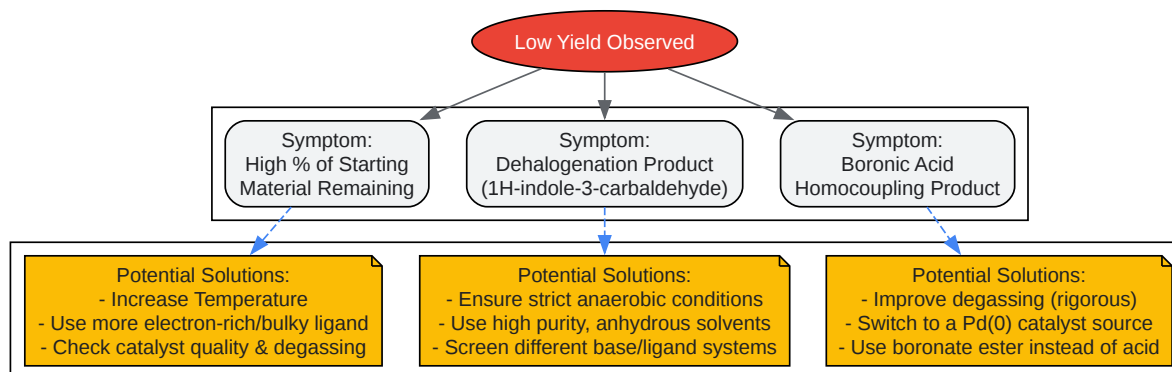 Low Yield Observed
Symptom:
High % of Starting
Material Remaining
Symptom:
Dehalogenation Product
(1H-indole-3-carbaldehyde)
Symptom:
Boronic Acid
Homocoupling Product
Potential Solutions:
- Increase Temperature
- Use more electron-rich/bulky ligand
- Check catalyst quality & degassing
Potential Solutions:
- Ensure strict anaerobic conditions
- Use high purity, anhydrous solvents
- Screen different base/ligand systems
Potential Solutions:
- Improve degassing (rigorous)
- Switch to a Pd(0) catalyst source
- Use boronate ester instead of acid